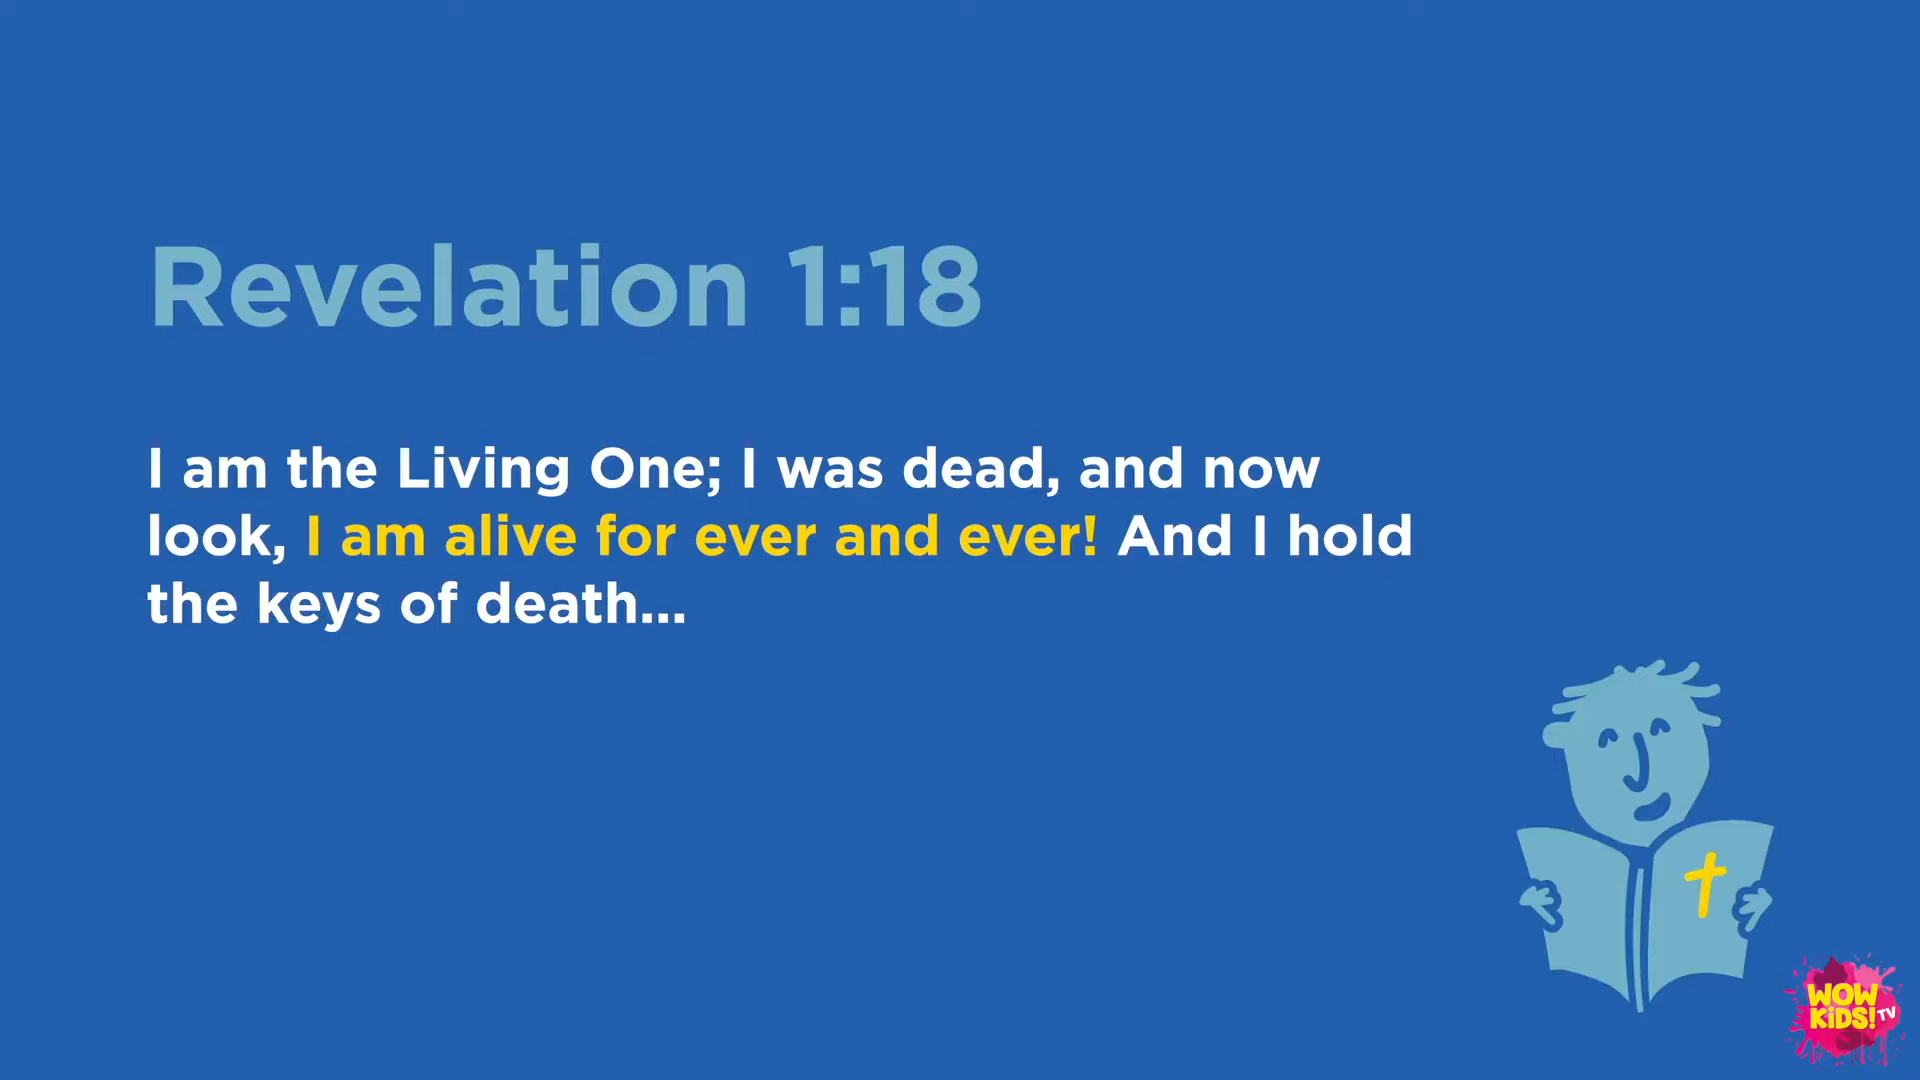 Revelation 1:18
I am the Living One; I was dead, and now
look, I am alive for ever and ever! And I hold
the keys of death...
WOW
KiDS! TV